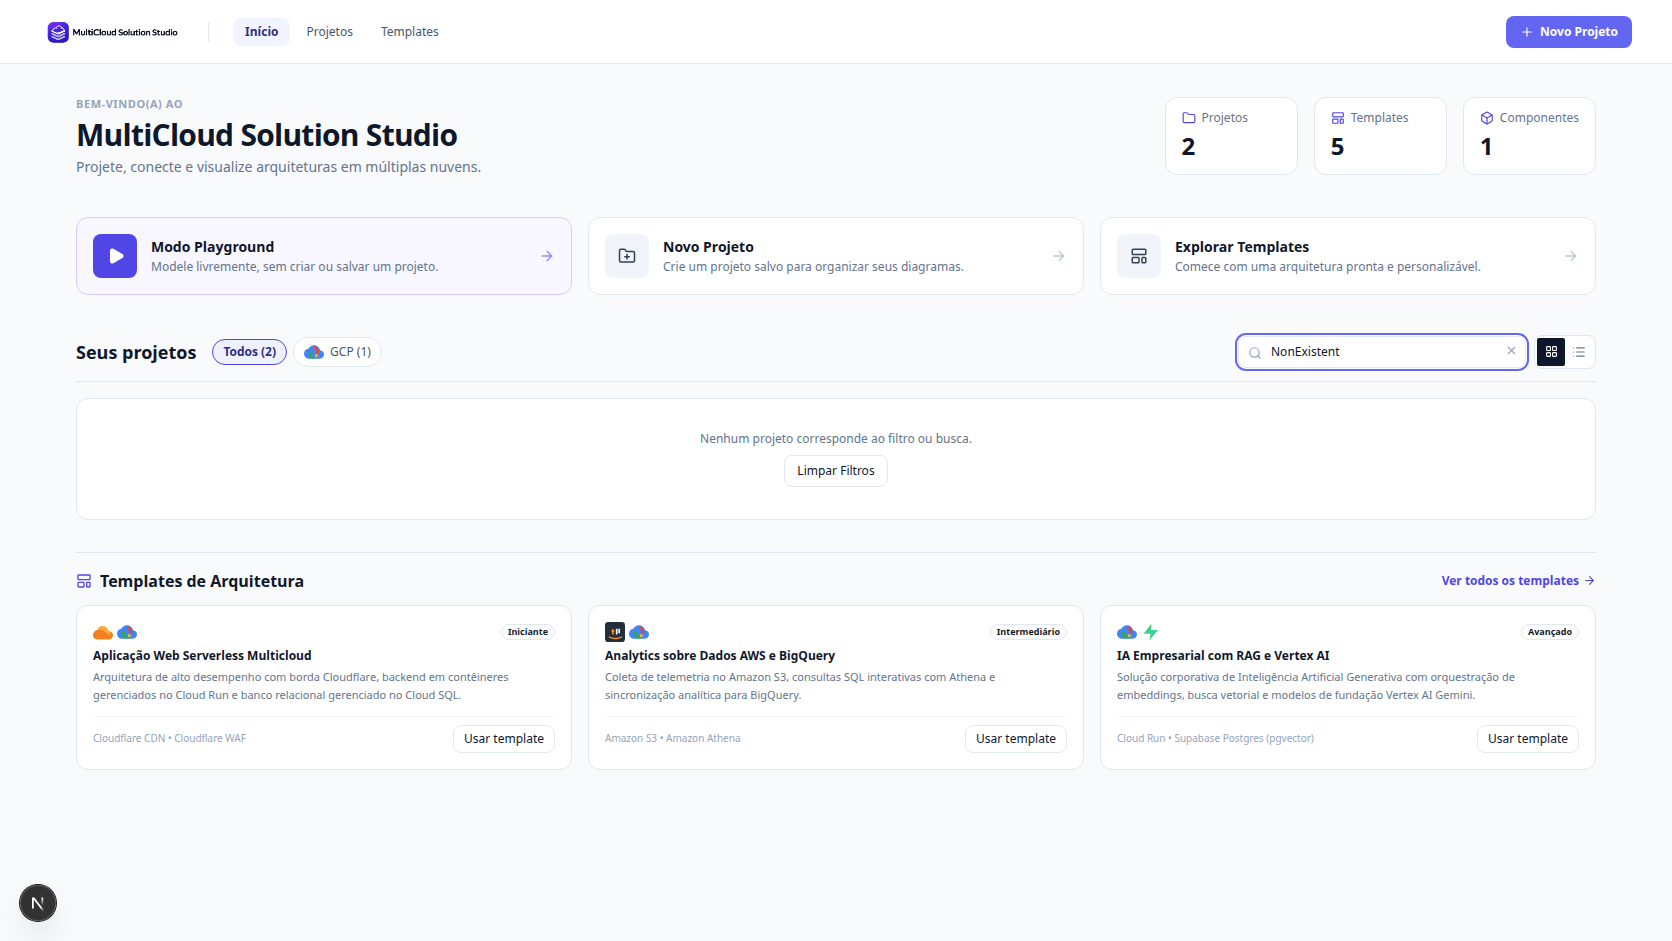 MultiCloud Solution Studio
Início
Projetos
Templates
Novo Projeto
BEM-VINDO(A) AO
MultiCloud Solution Studio
Projete, conecte e visualize arquiteturas em múltiplas nuvens.
Projetos
2
Templates
5
Componentes
1
Modo Playground
Modele livremente, sem criar ou salvar um projeto.
Novo Projeto
Crie um projeto salvo para organizar seus diagramas.
Explorar Templates
Comece com uma arquitetura pronta e personalizável.
Seus projetos
Todos (2)
GCP (1)
NonExistent
Nenhum projeto corresponde ao filtro ou busca.
Limpar Filtros
Templates de Arquitetura
Ver todos os templates
Iniciante
Aplicação Web Serverless Multicloud
Arquitetura de alto desempenho com borda Cloudflare, backend em contêineres
gerenciados no Cloud Run e banco relacional gerenciado no Cloud SQL.
Cloudflare CDN • Cloudflare WAF
Usar template
Intermediário
Analytics sobre Dados AWS e BigQuery
Coleta de telemetria no Amazon S3, consultas SQL interativas com Athena e
sincronização analítica para BigQuery.
Amazon S3 • Amazon Athena
Usar template
Avançado
IA Empresarial com RAG e Vertex AI
Solução corporativa de Inteligência Artificial Generativa com orquestração de
embeddings, busca vetorial e modelos de fundação Vertex AI Gemini.
Cloud Run • Supabase Postgres (pgvector)
Usar template
N